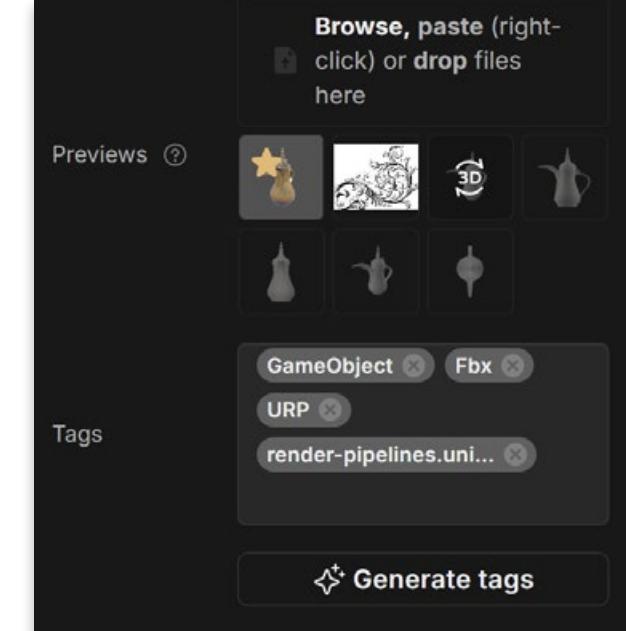 Browse, paste (right-
click) or drop files
here
Previews
3D
GameObject
Fbx
URP
render-pipelines.uni...
Tags
Generate tags